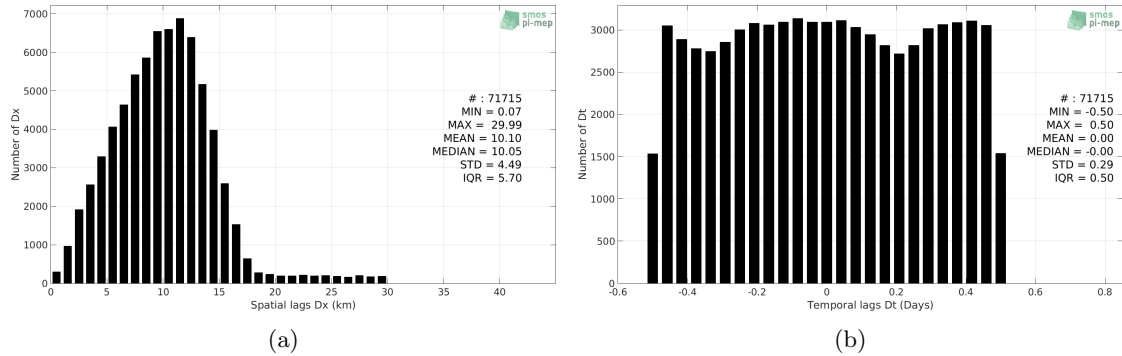 7000
6000
5000
4000
3000
2000
1000
0
Number of Dx
0 5 10 15 20 25 30 35 40
Spatial lags Dx (km)
smos
pi-mep
# : 71715
MIN = 0.07
MAX = 29.99
MEAN = 10.10
MEDIAN = 10.05
STD = 4.49
IQR = 5.70
(a)
3000
2500
2000
1500
1000
500
0
Number of Dt
-0.6 -0.4 -0.2 0 0.2 0.4 0.6 0.8
Temporal lags Dt (Days)
smos
pi-mep
# : 71715
MIN = -0.50
MAX = 0.50
MEAN = 0.00
MEDIAN = -0.00
STD = 0.29
IQR = 0.50
(b)